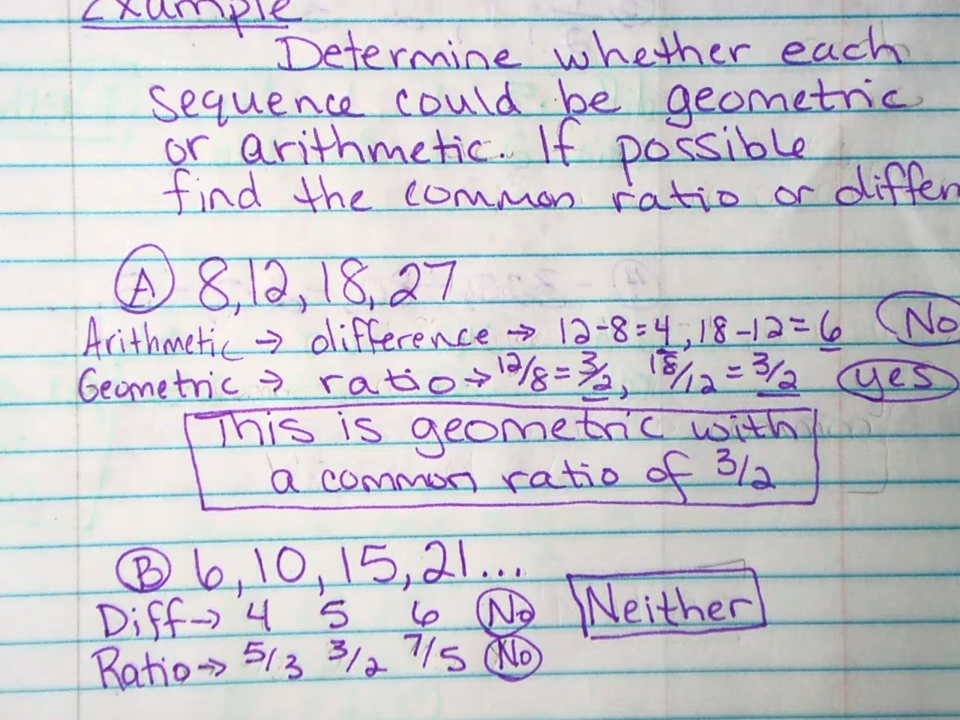 Example
Determine whether each
sequence could be geometric
or arithmetic. If possible
find the common ratio or differen
Ⓐ 8, 12, 18, 27
Arithmetic → difference → 12-8=4, 18-12=6 No
Geometric → ratio → 12/8 = 3/2, 18/12 = 3/2 yes
This is geometric with
a common ratio of 3/2
Ⓑ 6, 10, 15, 21...
Diff → 4 5 6 No Neither
Ratio → 5/3 3/2 7/5 No